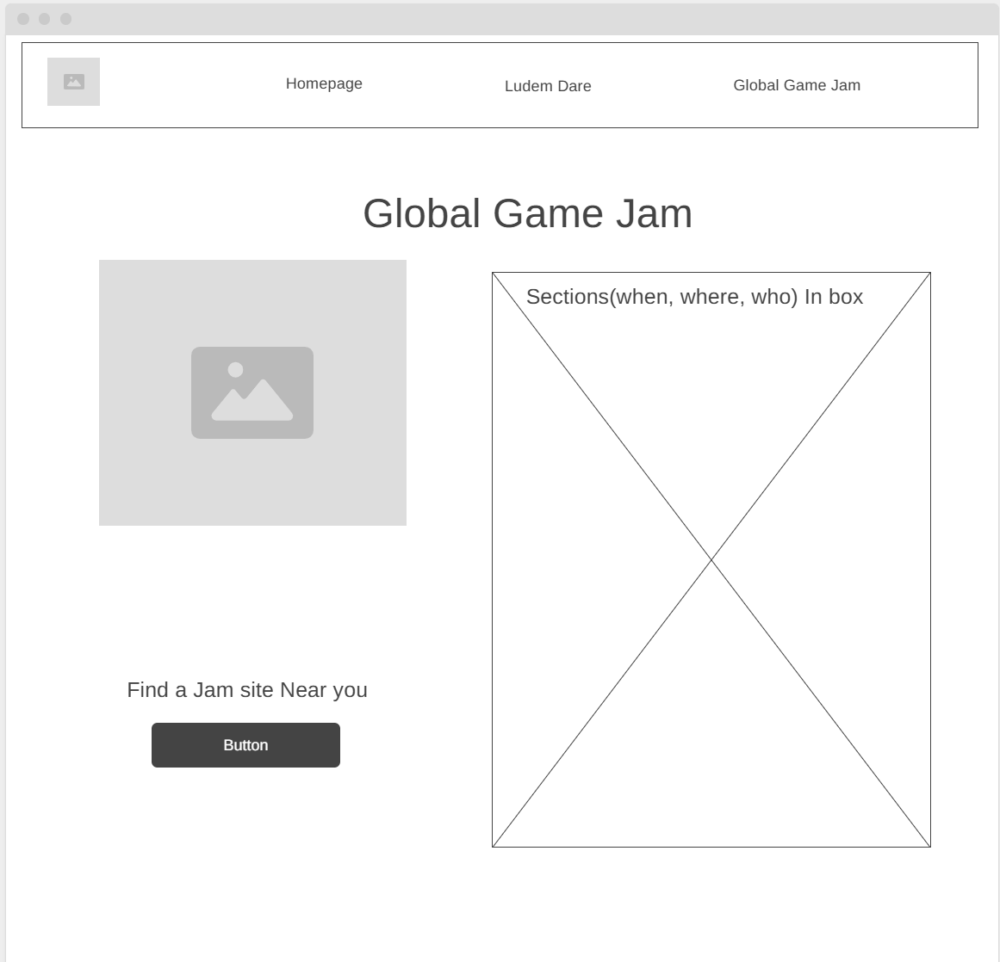 Homepage
Ludem Dare
Global Game Jam
Global Game Jam
Sections(when, where, who) In box
Find a Jam site Near you
Button